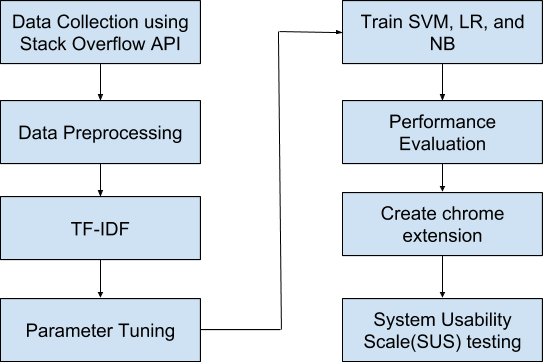 Data Collection using
Stack Overflow API
Data Preprocessing
TF-IDF
Parameter Tuning
Train SVM, LR, and
NB
Performance
Evaluation
Create chrome
extension
System Usability
Scale(SUS) testing